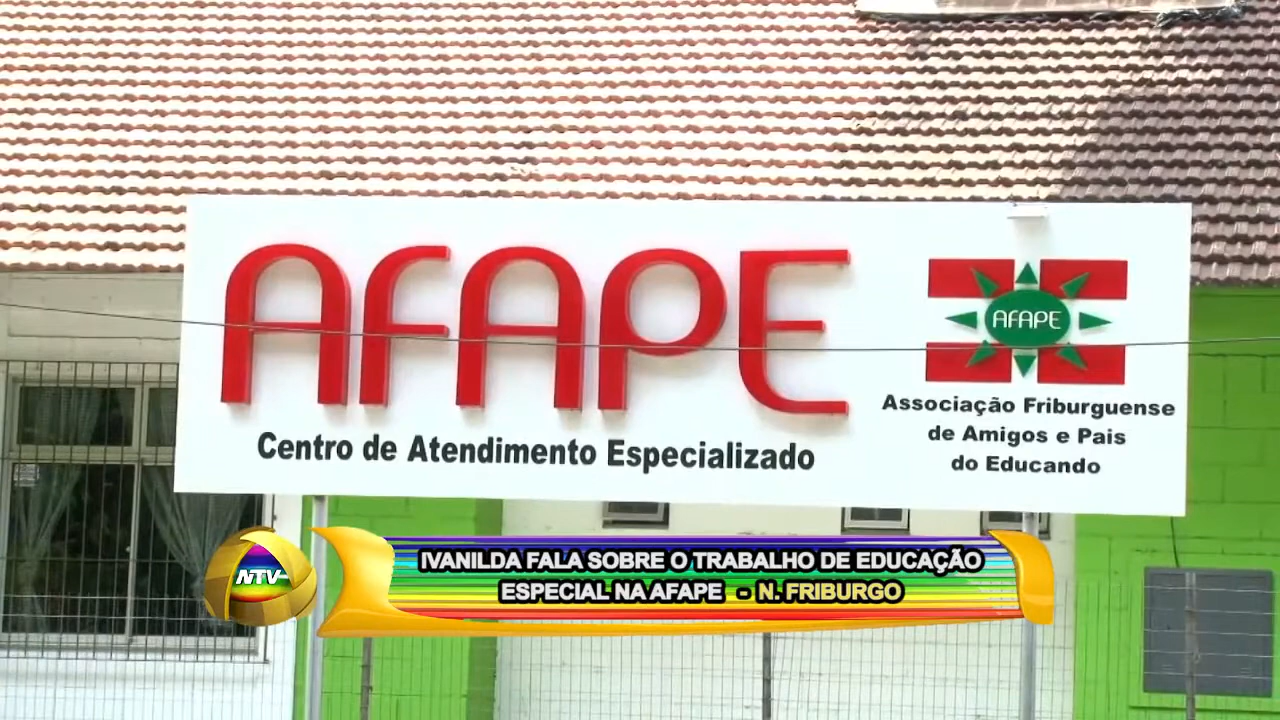 AFAPE
Centro de Atendimento Especializado
AFAPE
Associação Friburguense
de Amigos e Pais
do Educando
NTV
IVANILDA FALA SOBRE O TRABALHO DE EDUCAÇÃO
ESPECIAL NA AFAPE - N. FRIBURGO